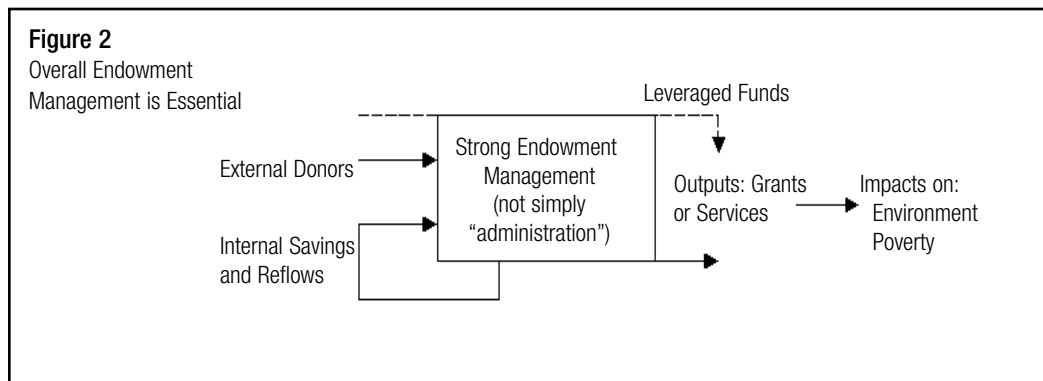 Figure 2
Overall Endowment
Management is Essential
Leveraged Funds
External Donors
Strong Endowment
Management
(not simply
“administration”)
Internal Savings
and Reflows
Outputs: Grants
or Services
Impacts on:
Environment
Poverty